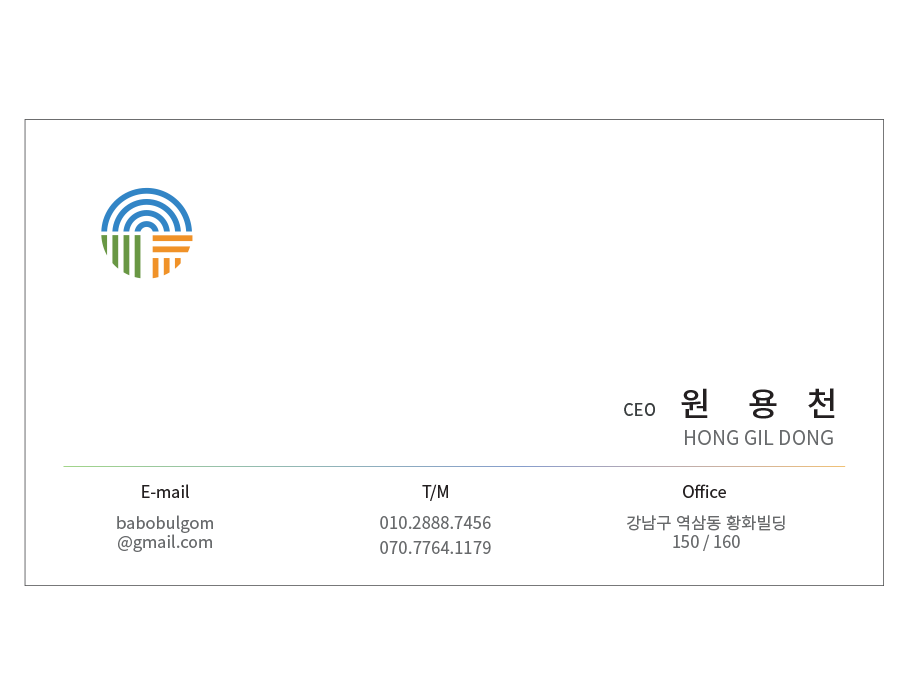 CEO 원 용 천
HONG GIL DONG
E-mail
babobulgom
@gmail.com
T/M
010.2888.7456
070.7764.1179
Office
강남구 역삼동 황화빌딩
150 / 160